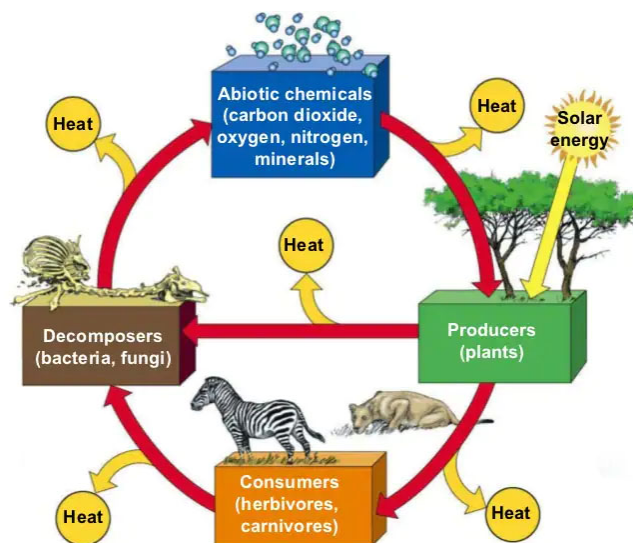 Abiotic chemicals
(carbon dioxide,
oxygen, nitrogen,
minerals)
Heat
Heat
Solar
energy
Heat
Decomposers
(bacteria, fungi)
Producers
(plants)
Consumers
(herbivores,
carnivores)
Heat
Heat